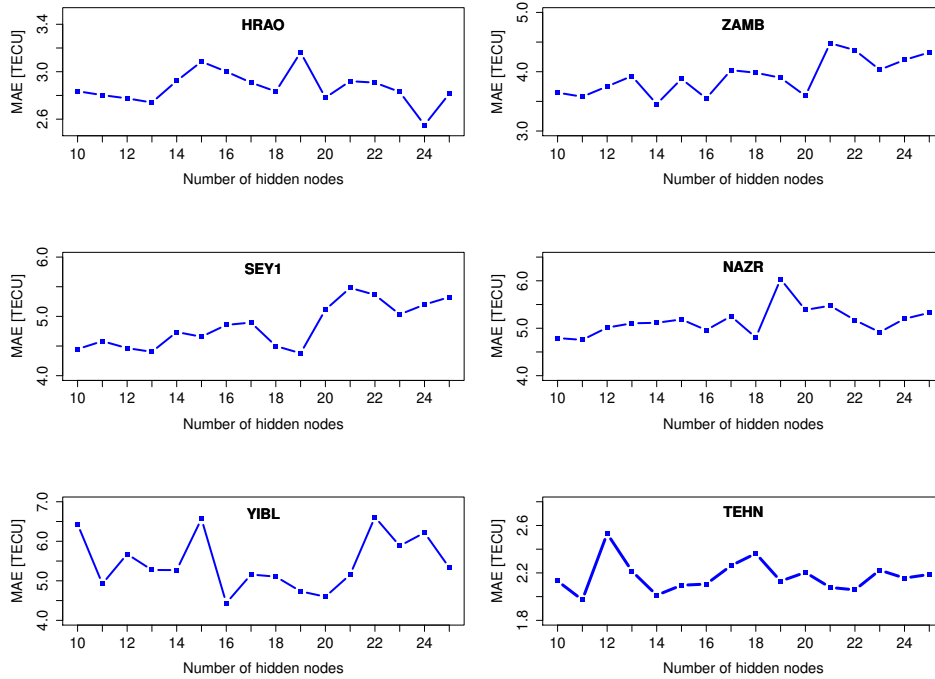 HRAO
MAE [TECU]
3.4
3.0
2.6
10 12 14 16 18 20 22 24
Number of hidden nodes
ZAMB
MAE [TECU]
5.0
4.0
3.0
10 12 14 16 18 20 22 24
Number of hidden nodes
SEY1
MAE [TECU]
6.0
5.0
4.0
10 12 14 16 18 20 22 24
Number of hidden nodes
NAZR
MAE [TECU]
6.0
5.0
4.0
10 12 14 16 18 20 22 24
Number of hidden nodes
YIBL
MAE [TECU]
7.0
6.0
5.0
4.0
10 12 14 16 18 20 22 24
Number of hidden nodes
TEHN
MAE [TECU]
2.6
2.2
1.8
10 12 14 16 18 20 22 24
Number of hidden nodes